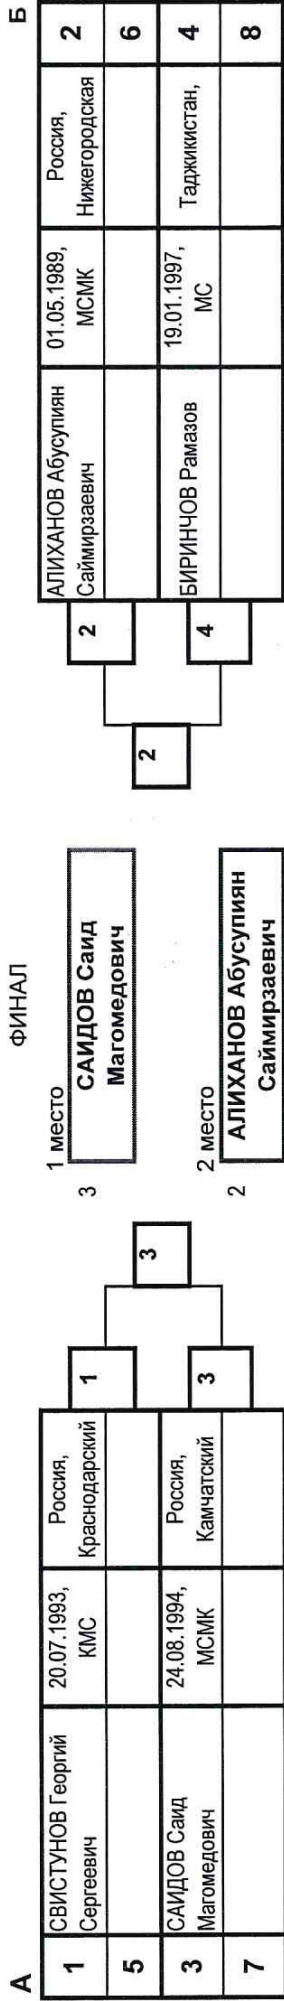 А
1
СВИСТУНОВ Георгий
Сергеевич
20.07.1993,
КМС
Россия,
Краснодарский
5
3
САИДОВ Саид
Магомедович
24.08.1994,
МСМК
Россия,
Камчатский
7
1
3
3
ФИНАЛ
1 место
3
САИДОВ Саид
Магомедович
2 место
2
АЛИХАНОВ Абусупиян
Саймирзаевич
2
2
4
Б
АЛИХАНОВ Абусупиян
Саймирзаевич
01.05.1989,
МСМК
Россия,
Нижегородская
2
6
БИРИНЧОВ Рамазов
19.01.1997,
МС
Таджикистан,
4
8